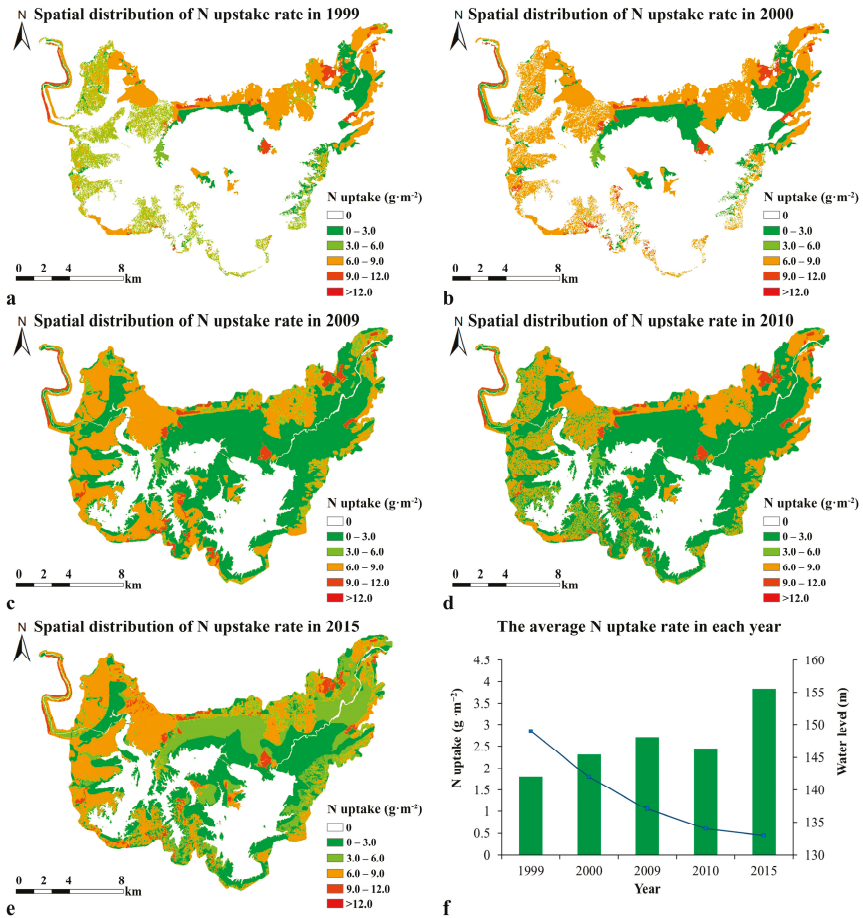 N Spatial distribution of N upstake rate in 1999
0 2 4 8
km
N uptake (g·m⁻²)
0
0 – 3.0
3.0 – 6.0
6.0 – 9.0
9.0 – 12.0
>12.0
a
N Spatial distribution of N upstake rate in 2000
0 2 4 8
km
N uptake (g·m⁻²)
0
0 – 3.0
3.0 – 6.0
6.0 – 9.0
9.0 – 12.0
>12.0
b
N Spatial distribution of N upstake rate in 2009
0 2 4 8
km
N uptake (g·m⁻²)
0
0 – 3.0
3.0 – 6.0
6.0 – 9.0
9.0 – 12.0
>12.0
c
N Spatial distribution of N upstake rate in 2010
0 2 4 8
km
N uptake (g·m⁻²)
0
0 – 3.0
3.0 – 6.0
6.0 – 9.0
9.0 – 12.0
>12.0
d
N Spatial distribution of N upstake rate in 2015
0 2 4 8
km
N uptake (g·m⁻²)
0
0 – 3.0
3.0 – 6.0
6.0 – 9.0
9.0 – 12.0
>12.0
e
The average N uptake rate in each year
N uptake (g ·m⁻²)
4.5
4
3.5
3
2.5
2
1.5
1
0.5
0
160
155
150
145
140
135
130
Water level (m)
1999 2000 2009 2010 2015
Year
f